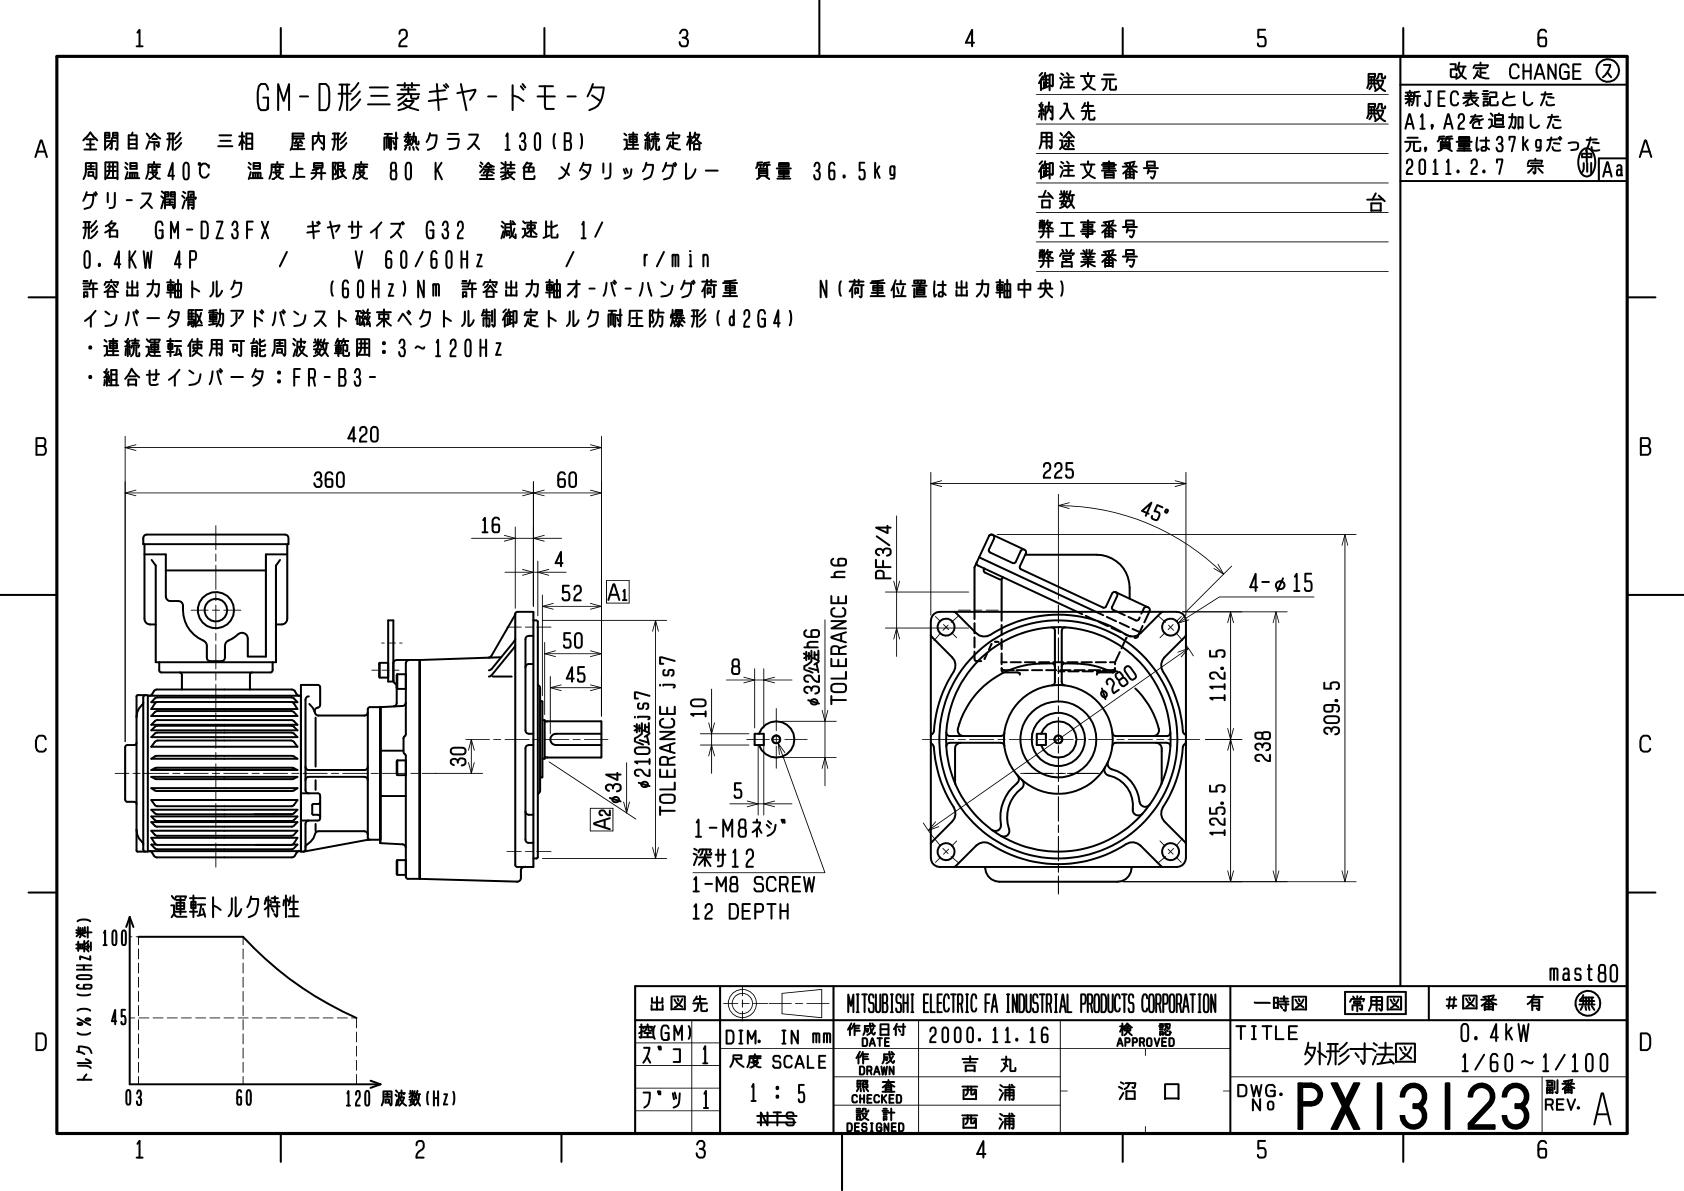 1 2 3 4 5 6
A B C D
A B C D
GM-D形三菱ギヤードモータ
全閉自冷形 三相 屋内形 耐熱クラス 130(B) 連続定格
周囲温度40℃ 温度上昇限度 80 K 塗装色 メタリックグレー 質量 36.5kg
グリース潤滑
形名 GM-DZ3FX ギヤサイズ G32 減速比 1/
0.4KW 4P / V 60/60Hz / r/min
許容出力軸トルク (60Hz)Nm 許容出力軸オーバーハング荷重 N(荷重位置は出力軸中央)
インバータ駆動アドバンスト磁束ベクトル制御定トルク耐圧防爆形(d2G4)
・連続運転使用可能周波数範囲：3～120Hz
・組合せインバータ：FR-B3-
御注文元 殿
納入先 殿
用途
御注文書番号
台数 台
弊工事番号
弊営業番号
改定 CHANGE ス
新JEC表記とした
A1,A2を追加した
元,質量は37kgだった
2011.2.7 宗 Aa
420
360 60
16
4
52 A1
50
45
30
φ34
A2
φ210公差js7
TOLERANCE js7
8
10
5
φ32公差h6
TOLERANCE h6
1-M8ネジ
深サ12
1-M8 SCREW
12 DEPTH
225
45°
PF3/4
4-φ15
φ280
112.5
125.5
238
309.5
運転トルク特性
トルク(%)(60Hz基準)
100
45
0 3 60 120 周波数(Hz)
mast80
出図先
控(GM)
ズコ 1
ブツ 1
DIM. IN mm
尺度 SCALE
1 : 5
NTS
MITSUBISHI ELECTRIC FA INDUSTRIAL PRODUCTS CORPORATION
作成日付 DATE 2000.11.16
作成 DRAWN 吉丸
照査 CHECKED 西浦
設計 DESIGNED 西浦
検認 APPROVED
沼口
一時図 常用図 #図番 有 無
TITLE 0.4kW
外形寸法図 1/60～1/100
DWG. No PX13123 副番 REV. A
1 2 3 4 5 6